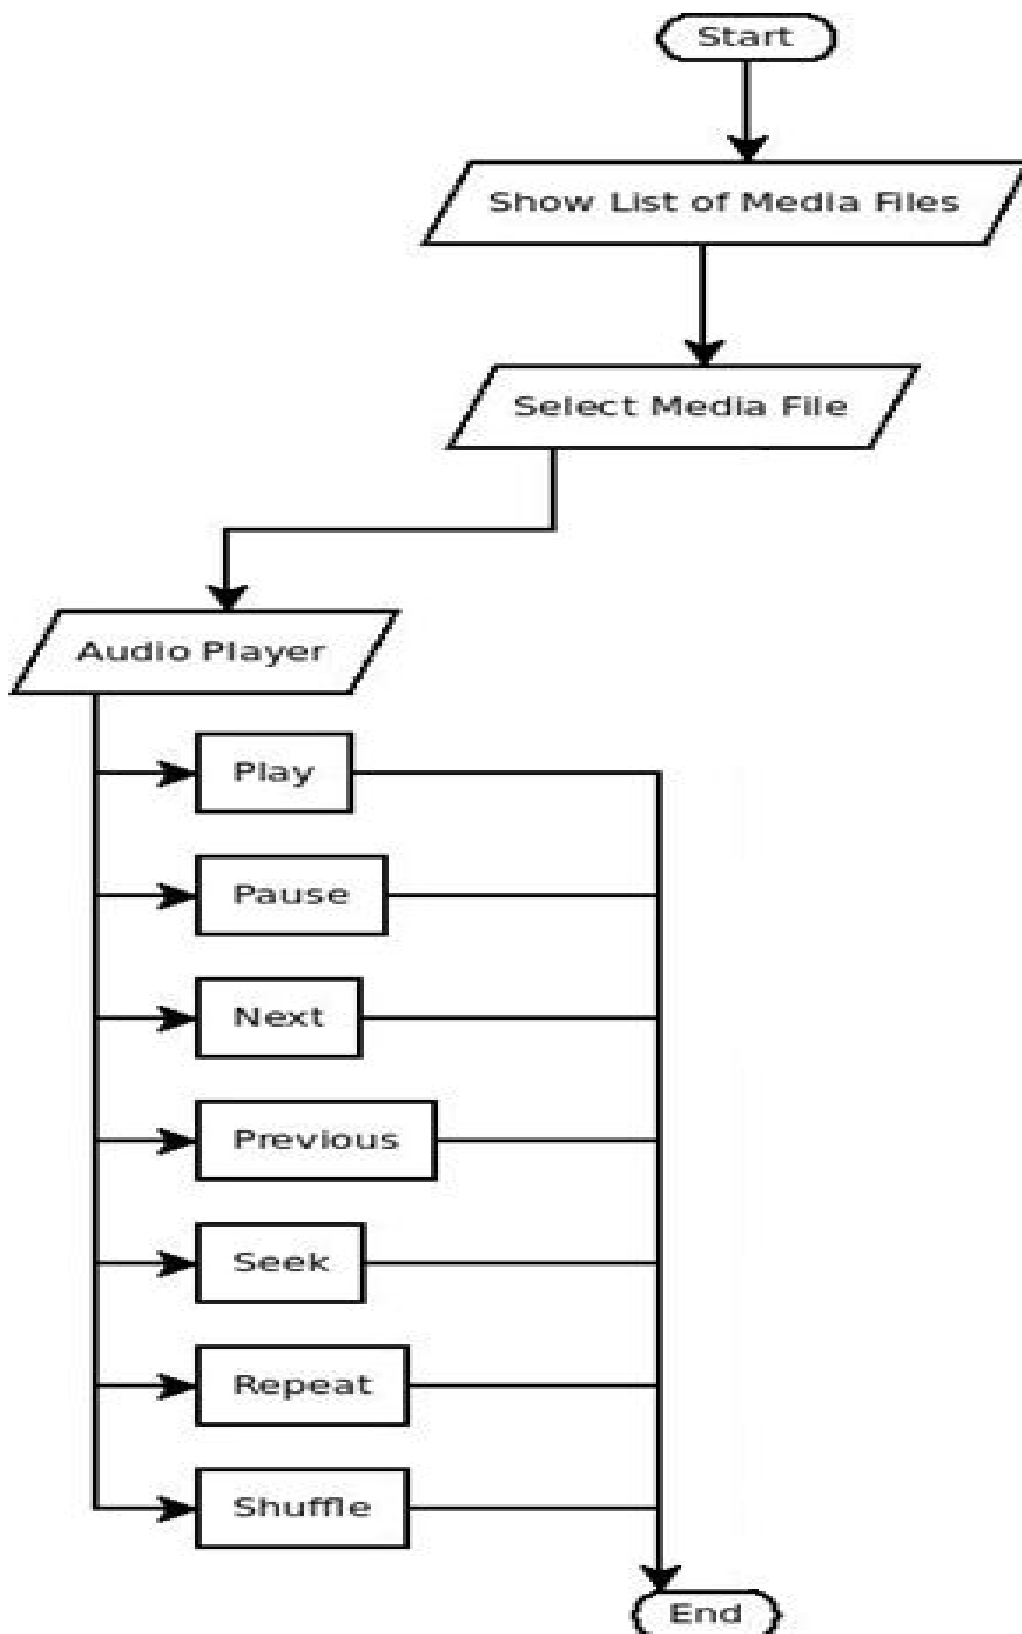 Start
Show List of Media Files
Select Media File
Audio Player
Play
Pause
Next
Previous
Seek
Repeat
Shuffle
End